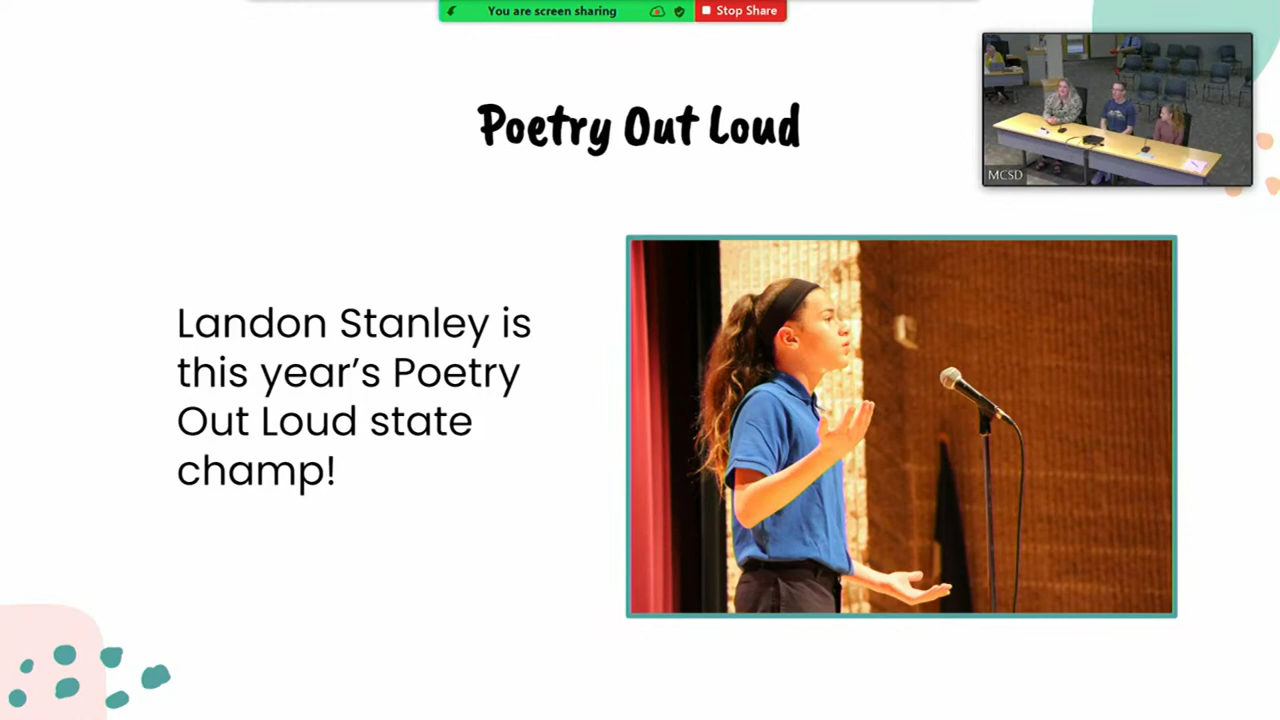 You are screen sharing
Stop Share
Poetry Out Loud
MCSD
Landon Stanley is
this year’s Poetry
Out Loud state
champ!